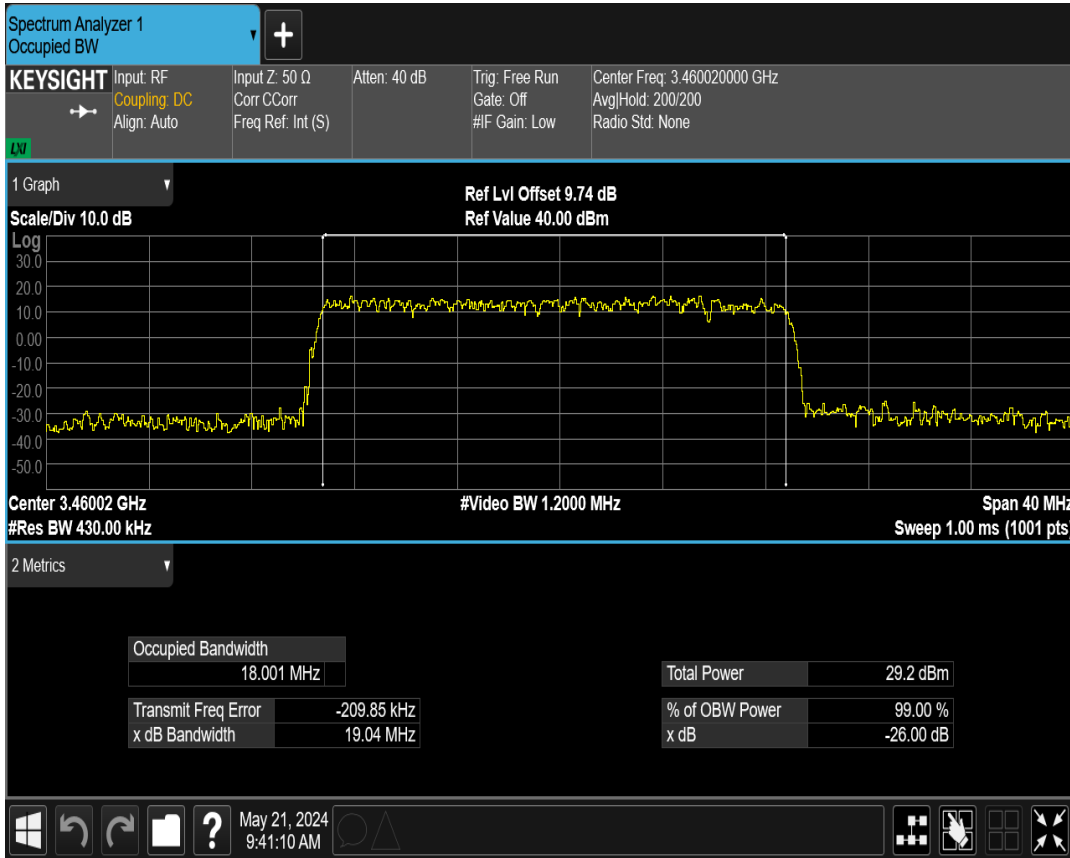 Spectrum Analyzer 1
Occupied BW
KEYSIGHT
LXI
Input: RF
Coupling: DC
Align: Auto
Input Z: 50 Ω
Corr CCorr
Freq Ref: Int (S)
Atten: 40 dB
Trig: Free Run
Gate: Off
#IF Gain: Low
Center Freq: 3.460020000 GHz
Avg|Hold: 200/200
Radio Std: None
1 Graph
Scale/Div 10.0 dB
Ref Lvl Offset 9.74 dB
Ref Value 40.00 dBm
Log
30.0
20.0
10.0
0.00
-10.0
-20.0
-30.0
-40.0
-50.0
Center 3.46002 GHz
#Res BW 430.00 kHz
#Video BW 1.2000 MHz
Span 40 MHz
Sweep 1.00 ms (1001 pts)
2 Metrics
Occupied Bandwidth
18.001 MHz
Transmit Freq Error -209.85 kHz
x dB Bandwidth 19.04 MHz
Total Power 29.2 dBm
% of OBW Power 99.00 %
x dB -26.00 dB
?
May 21, 2024
9:41:10 AM